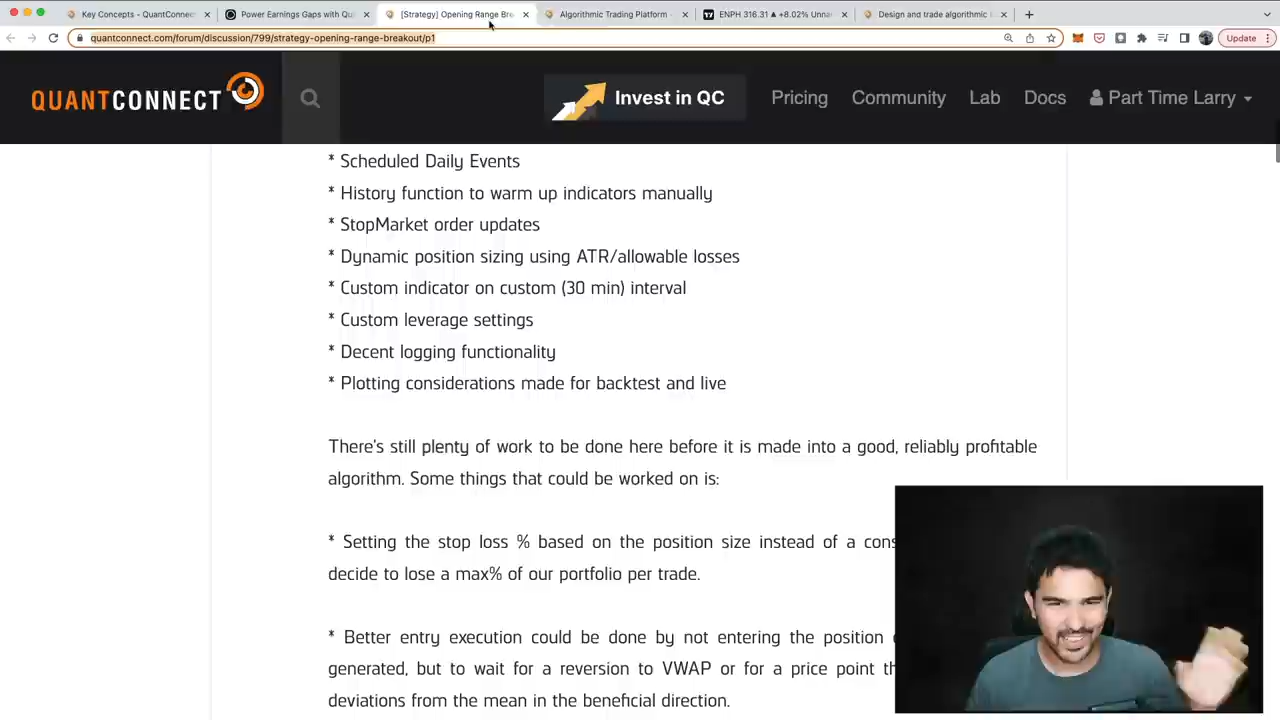 Key Concepts - QuantConnec
Power Earnings Gaps with Qu
[Strategy] Opening Range Bre
Algorithmic Trading Platform -
ENPH 316.31 ▲ +8.02% Unna
Design and trade algorithmic t
quantconnect.com/forum/discussion/799/strategy-opening-range-breakout/p1
Update
QUANTCONNECT
Invest in QC
Pricing
Community
Lab
Docs
Part Time Larry
* Scheduled Daily Events
* History function to warm up indicators manually
* StopMarket order updates
* Dynamic position sizing using ATR/allowable losses
* Custom indicator on custom (30 min) interval
* Custom leverage settings
* Decent logging functionality
* Plotting considerations made for backtest and live
There's still plenty of work to be done here before it is made into a good, reliably profitable
algorithm. Some things that could be worked on is:
* Setting the stop loss % based on the position size instead of a cons
decide to lose a max% of our portfolio per trade.
* Better entry execution could be done by not entering the position
generated, but to wait for a reversion to VWAP or for a price point th
deviations from the mean in the beneficial direction.